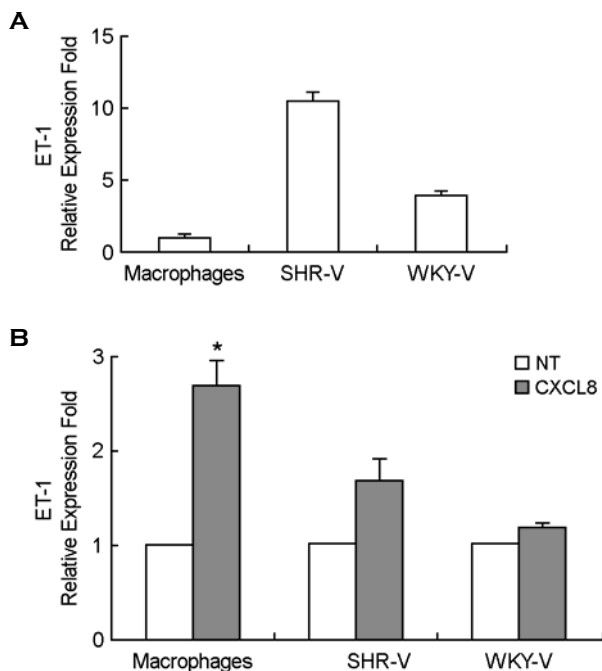 A
ET-1
Relative Expression Fold
15
10
5
0
Macrophages
SHR-V
WKY-V
B
ET-1
Relative Expression Fold
3
2
1
0
*
NT
CXCL8
Macrophages
SHR-V
WKY-V